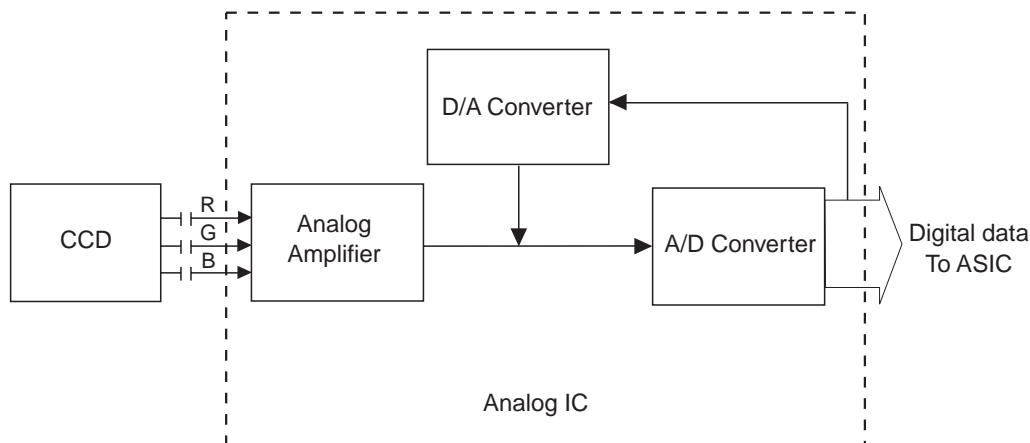 D/A Converter
CCD
R
G
B
Analog
Amplifier
A/D Converter
Digital data
To ASIC
Analog IC